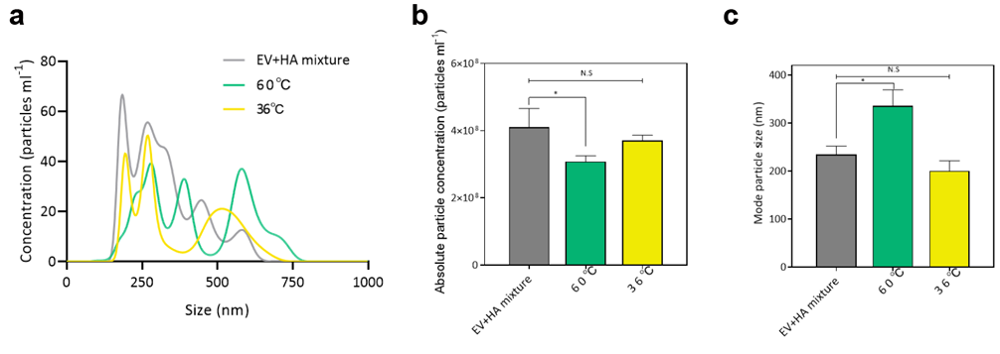 a
Concentration (particles ml-1)
80
60
40
20
0
0
250
500
750
1000
Size (nm)
EV+HA mixture
60℃
36℃
b
Absolute particle concentration (particles ml-1)
6×10⁸
4×10⁸
2×10⁸
0
N.S
*
EV+HA mixture
60℃
36℃
c
Mode particle size (nm)
400
300
200
100
0
N.S
*
EV+HA mixture
60℃
36℃